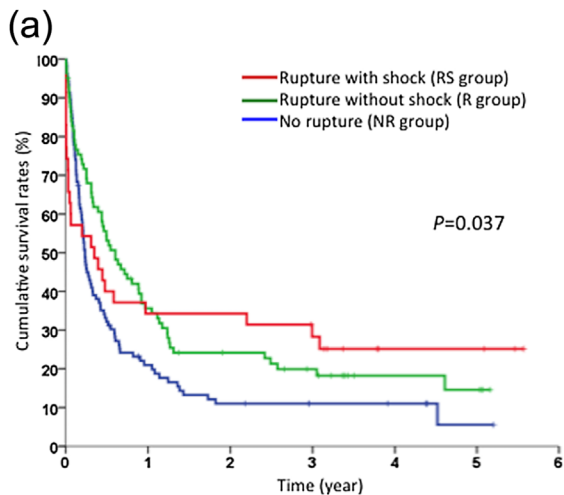 (a)
100
90
80
70
60
50
40
30
20
10
0
Cumulative survival rates (%)
Rupture with shock (RS group)
Rupture without shock (R group)
No rupture (NR group)
P=0.037
0 1 2 3 4 5 6
Time (year)